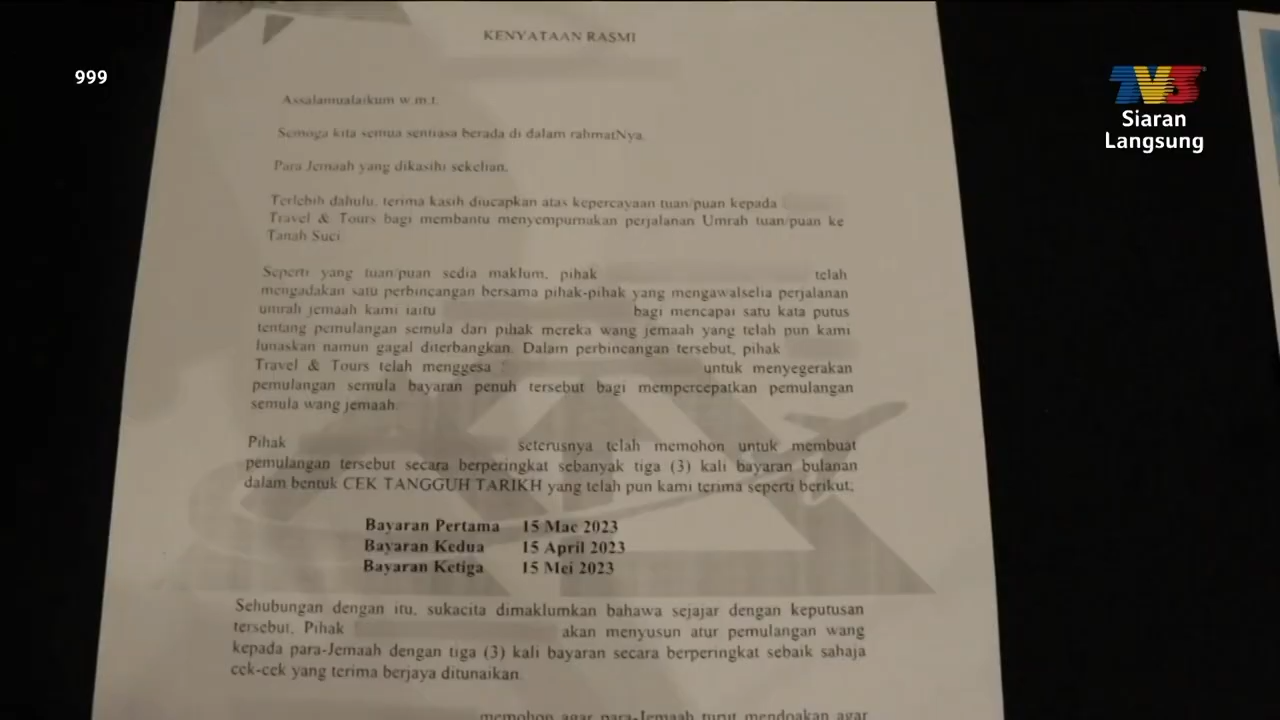 KENYATAAN RASMI
999
TV3
Siaran
Langsung
Assalamualaikum w.m.t.
Semoga kita semua sentiasa berada di dalam rahmatNya.
Para Jemaah yang dikasihi sekelian,
Terlebih dahulu, terima kasih diucapkan atas kepercayaan tuan/puan kepada
Travel & Tours bagi membantu menyempurnakan perjalanan Umrah tuan/puan ke
Tanah Suci.
Seperti yang tuan/puan sedia maklum, pihak telah
mengadakan satu perbincangan bersama pihak-pihak yang mengawalselia perjalanan
umrah jemaah kami iaitu bagi mencapai satu kata putus
tentang pemulangan semula dari pihak mereka wang jemaah yang telah pun kami
lunaskan namun gagal diterbangkan. Dalam perbincangan tersebut, pihak
Travel & Tours telah menggesa untuk menyegerakan
pemulangan semula bayaran penuh tersebut bagi mempercepatkan pemulangan
semula wang jemaah.
Pihak seterusnya telah memohon untuk membuat
pemulangan tersebut secara berperingkat sebanyak tiga (3) kali bayaran bulanan
dalam bentuk CEK TANGGUH TARIKH yang telah pun kami terima seperti berikut;
Bayaran Pertama 15 Mac 2023
Bayaran Kedua 15 April 2023
Bayaran Ketiga 15 Mei 2023
Sehubungan dengan itu, sukacita dimaklumkan bahawa sejajar dengan keputusan
tersebut, Pihak akan menyusun atur pemulangan wang
kepada para-Jemaah dengan tiga (3) kali bayaran secara berperingkat sebaik sahaja
cek-cek yang terima berjaya ditunaikan.
memohon agar para-Jemaah turut mendoakan agar